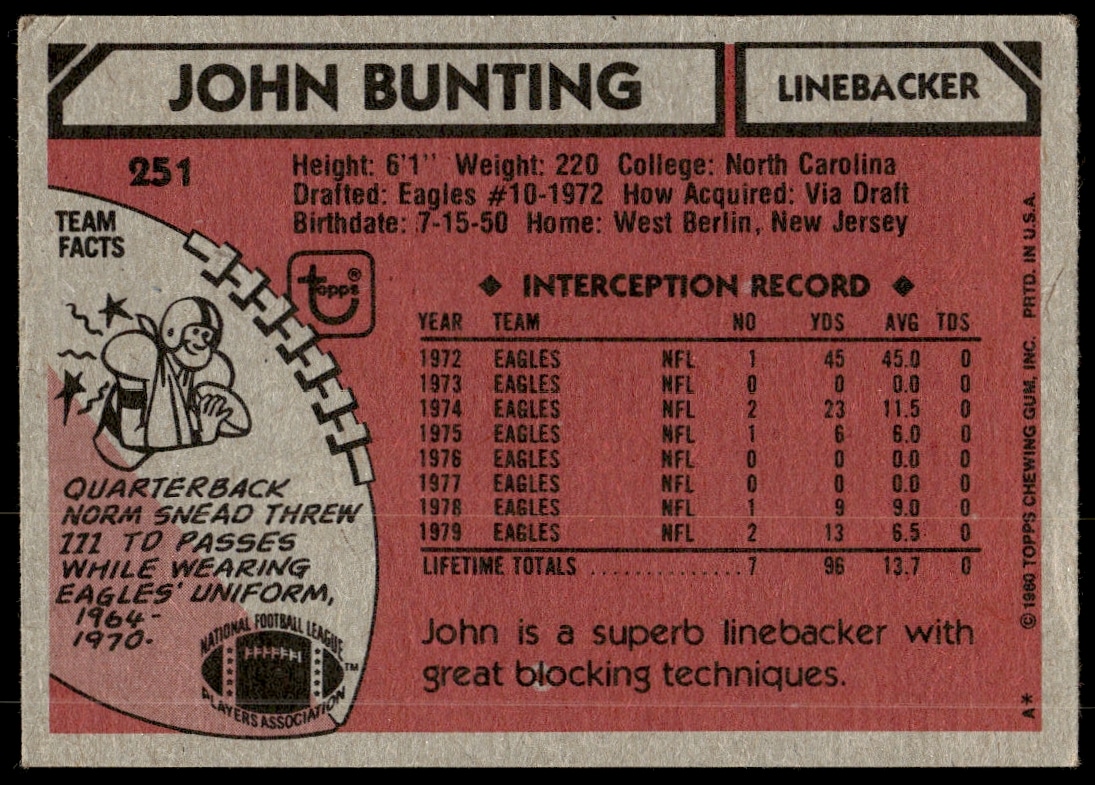 JOHN BUNTING
LINEBACKER
251
Height: 6'1" Weight: 220 College: North Carolina
Drafted: Eagles #10-1972 How Acquired: Via Draft
Birthdate: 7-15-50 Home: West Berlin, New Jersey
TEAM
FACTS
topps®
◆ INTERCEPTION RECORD ◆
YEAR TEAM NO YDS AVG TDS
1972 EAGLES NFL 1 45 45.0 0
1973 EAGLES NFL 0 0 0.0 0
1974 EAGLES NFL 2 23 11.5 0
1975 EAGLES NFL 1 6 6.0 0
1976 EAGLES NFL 0 0 0.0 0
1977 EAGLES NFL 0 0 0.0 0
1978 EAGLES NFL 1 9 9.0 0
1979 EAGLES NFL 2 13 6.5 0
LIFETIME TOTALS .............. 7 96 13.7 0
John is a superb linebacker with
great blocking techniques.
QUARTERBACK
NORM SNEAD THREW
111 TD PASSES
WHILE WEARING
EAGLES' UNIFORM,
1964-
1970.
NATIONAL FOOTBALL LEAGUE
PLAYERS ASSOCIATION
™
© 1980 TOPPS CHEWING GUM, INC. PRTD. IN U.S.A.
A*